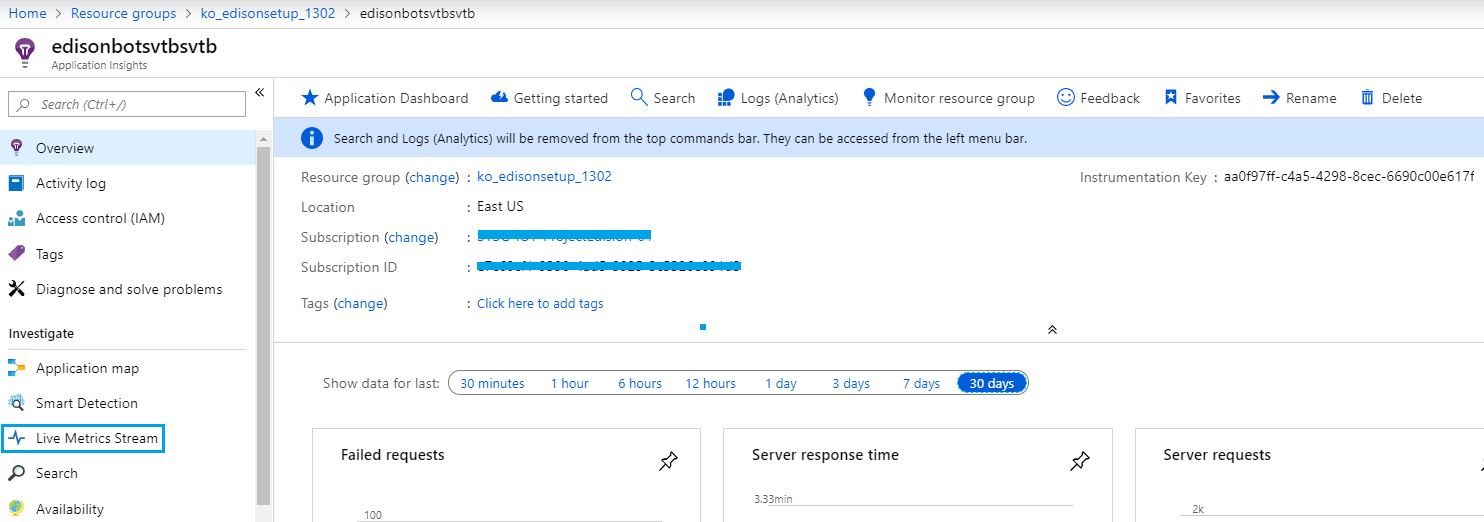 Home > Resource groups > ko_edisonsetup_1302 > edisonbotsvtbsvtb
edisonbotsvtbsvtb
Application Insights
«
Search (Ctrl+/)
Overview
Activity log
Access control (IAM)
Tags
Diagnose and solve problems
Investigate
Application map
Smart Detection
Live Metrics Stream
Search
Availability
Application Dashboard Getting started Search Logs (Analytics) Monitor resource group Feedback Favorites Rename Delete
Search and Logs (Analytics) will be removed from the top commands bar. They can be accessed from the left menu bar.
Resource group (change) : ko_edisonsetup_1302
Instrumentation Key : aa0f97ff-c4a5-4298-8cec-6690c00e617f
Location : East US
Subscription (change) :
Subscription ID :
Tags (change) : Click here to add tags
Show data for last: 30 minutes 1 hour 6 hours 12 hours 1 day 3 days 7 days 30 days
Failed requests
100
Server response time
3.33min
Server requests
2k